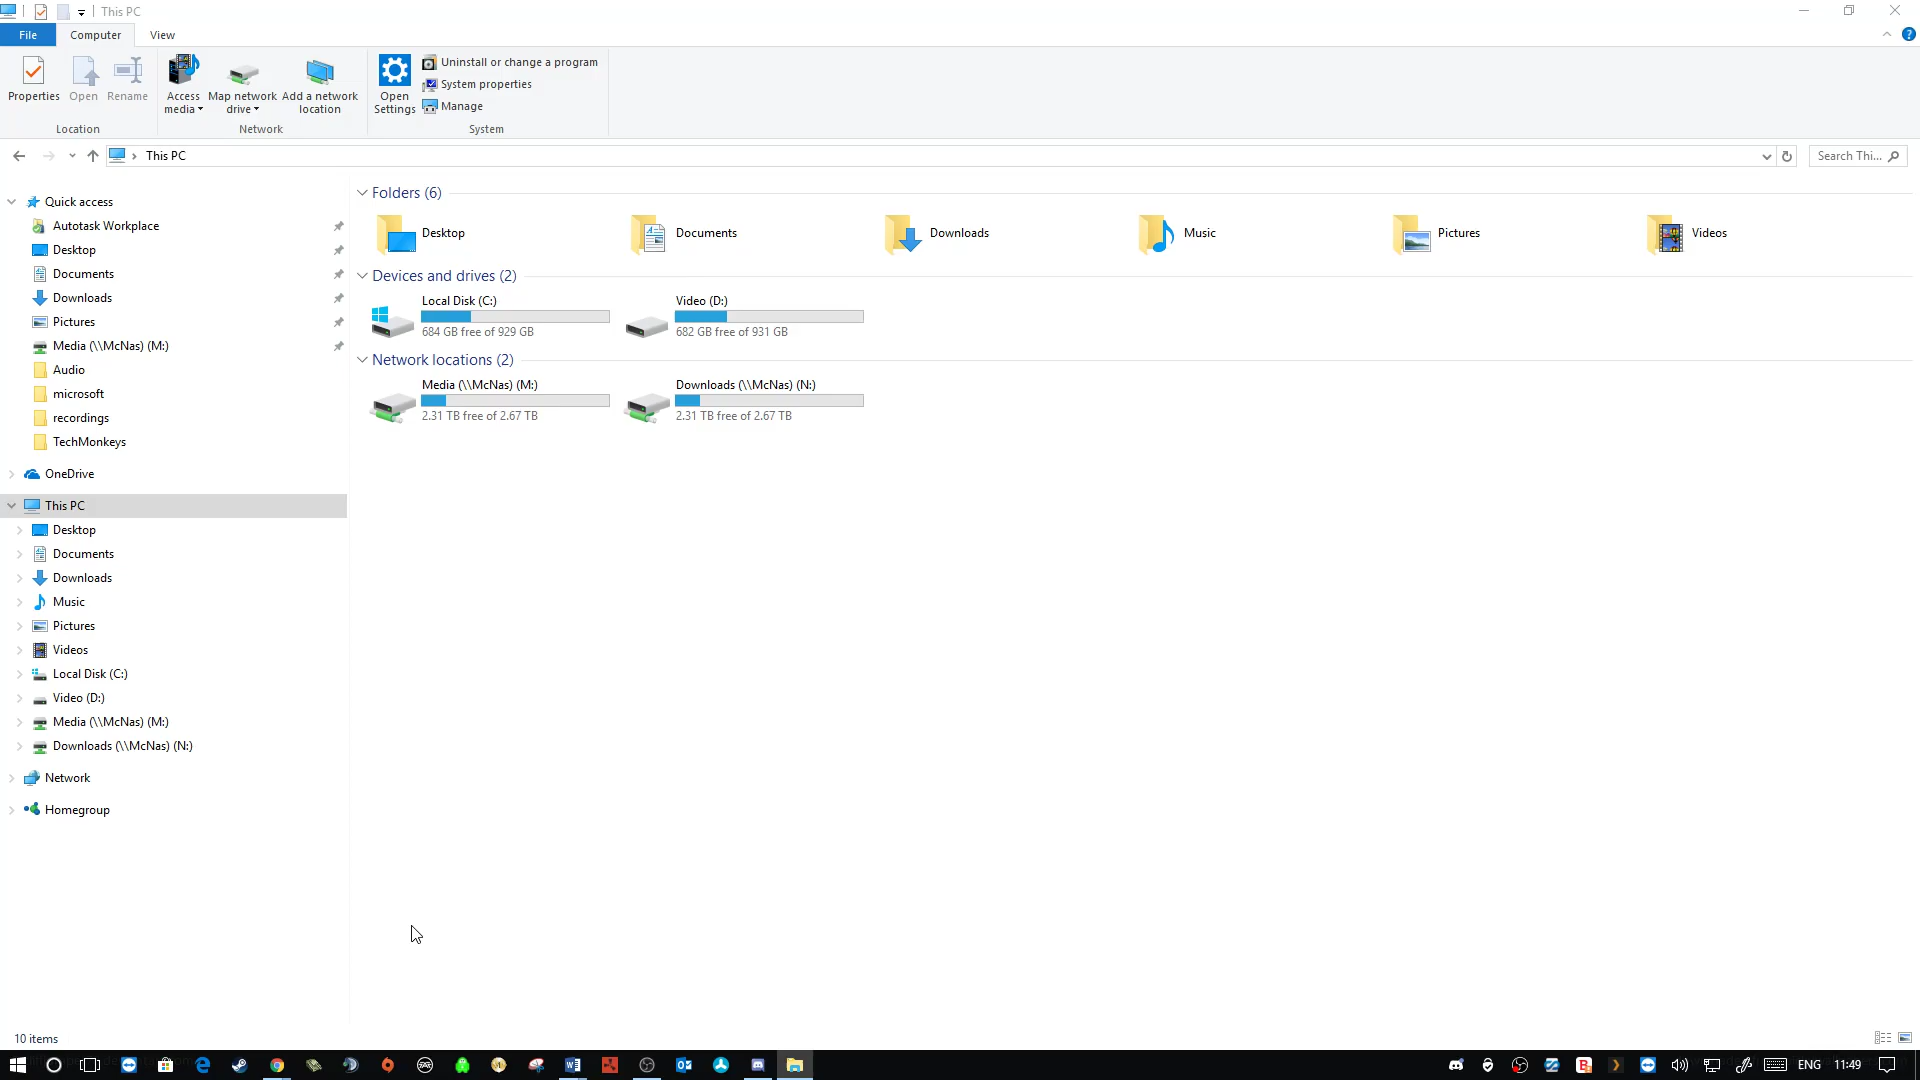 This PC
File
Computer
View
Properties
Open
Rename
Access
media
Map network
drive
Add a network
location
Open
Settings
Uninstall or change a program
System properties
Manage
Location
Network
System
This PC
Search Thi...
Quick access
Autotask Workplace
Desktop
Documents
Downloads
Pictures
Media (\\McNas) (M:)
Audio
microsoft
recordings
TechMonkeys
OneDrive
This PC
Desktop
Documents
Downloads
Music
Pictures
Videos
Local Disk (C:)
Video (D:)
Media (\\McNas) (M:)
Downloads (\\McNas) (N:)
Network
Homegroup
Folders (6)
Desktop
Documents
Downloads
Music
Pictures
Videos
Devices and drives (2)
Local Disk (C:)
684 GB free of 929 GB
Video (D:)
682 GB free of 931 GB
Network locations (2)
Media (\\McNas) (M:)
2.31 TB free of 2.67 TB
Downloads (\\McNas) (N:)
2.31 TB free of 2.67 TB
10 items
ENG
11:49